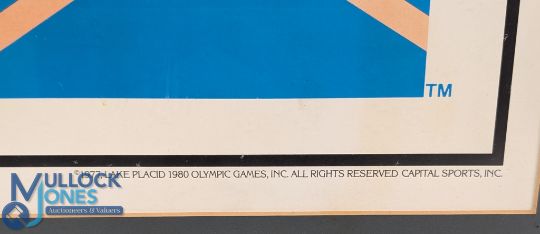 TM
©1977, LAKE PLACID 1980 OLYMPIC GAMES, INC. ALL RIGHTS RESERVED CAPITAL SPORTS, INC.
MULLOCK
JONES
Auctioneers & Valuers